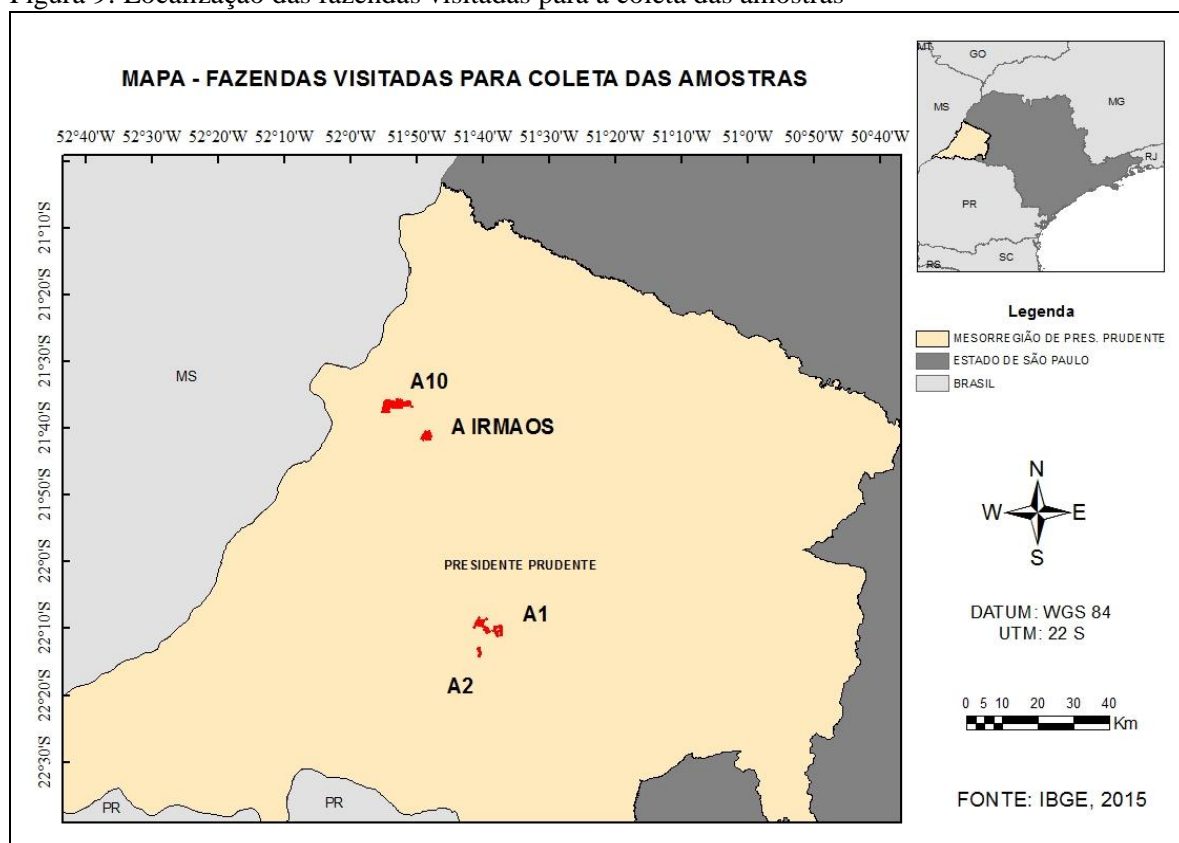 Figura 9: Localização das fazendas visitadas para a coleta das amostras
MAPA - FAZENDAS VISITADAS PARA COLETA DAS AMOSTRAS
52°40'W 52°30'W 52°20'W 52°10'W 52°0'W 51°50'W 51°40'W 51°30'W 51°20'W 51°10'W 51°0'W 50°50'W 50°40'W
21°10'S
21°20'S
21°30'S
21°40'S
21°50'S
22°0'S
22°10'S
22°20'S
22°30'S
MS
A10
A IRMAOS
PRESIDENTE PRUDENTE
A1
A2
PR
PR
MT
GO
MS
MG
RJ
PR
SC
RS
Legenda
MESORREGIÃO DE PRES. PRUDENTE
ESTADO DE SÃO PAULO
BRASIL
N
W E
S
DATUM: WGS 84
UTM: 22 S
0 5 10 20 30 40
Km
FONTE: IBGE, 2015